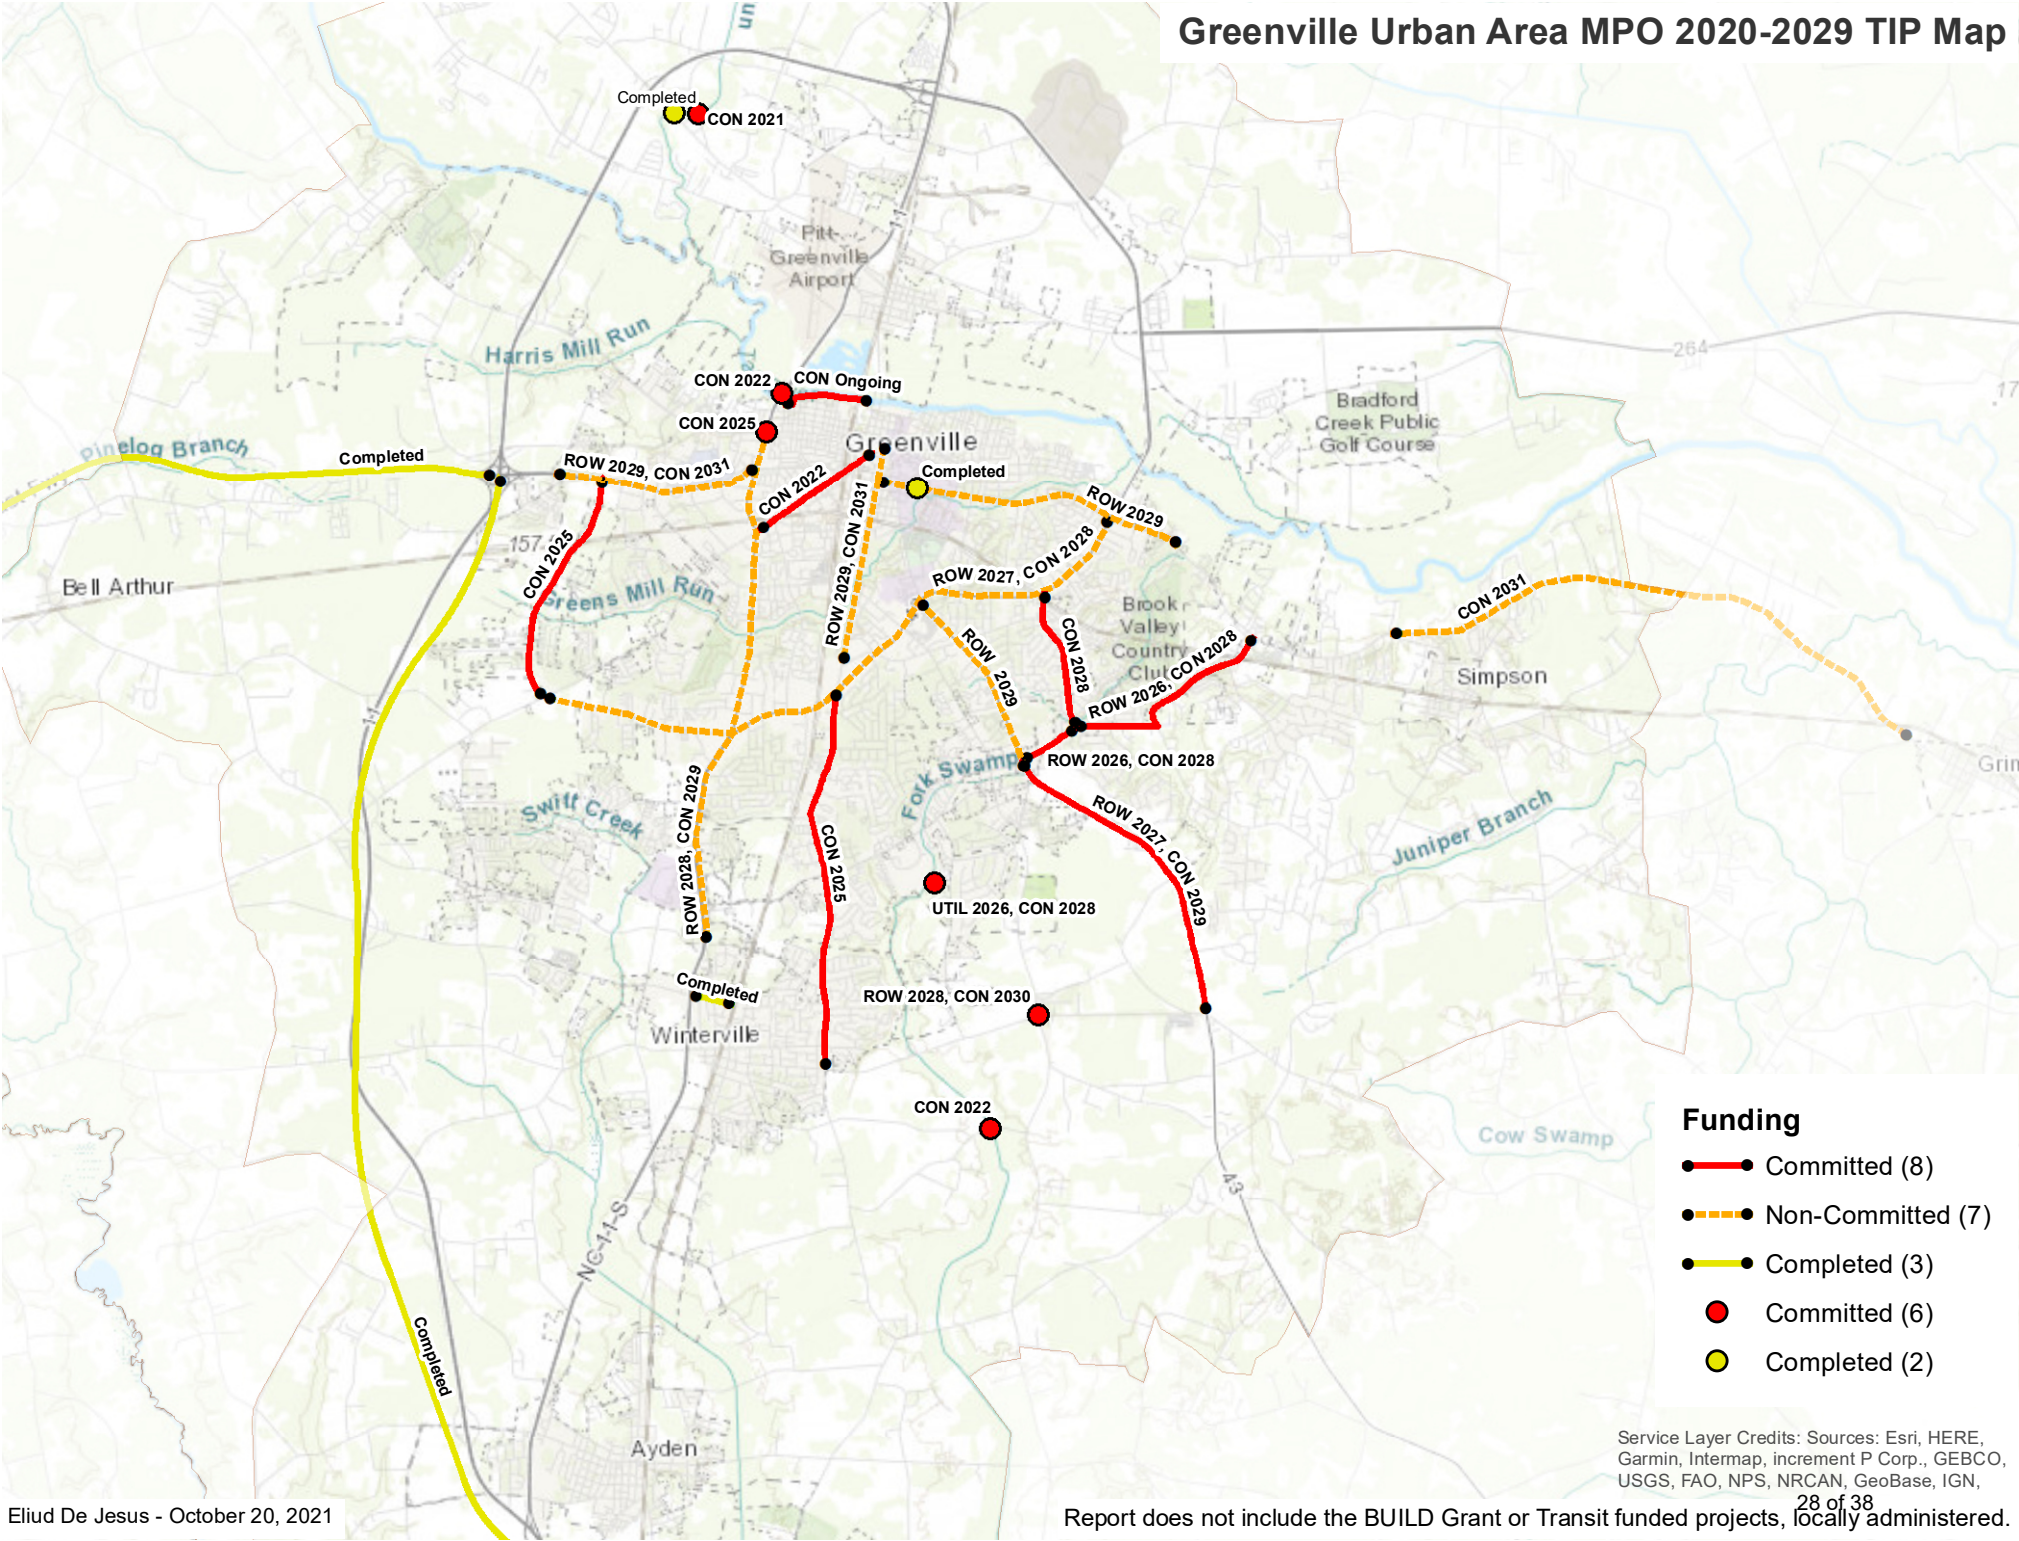 Greenville Urban Area MPO 2020-2029 TIP Map
un
Completed
CON 2021
11
Pitt-
Greenville
Airport
Harris Mill Run
264
17
CON 2022
CON Ongoing
CON 2025
Greenville
Bradford
Creek Public
Golf Course
Pinelog Branch
Completed
ROW 2029, CON 2031
CON 2022
Completed
ROW 2029
157
CON 2025
ROW 2029, CON 2031
ROW 2027, CON 2028
Bell Arthur
Greens Mill Run
Brook
Valley
Country
Club
CON 2031
ROW 2029
CON 2028
ROW 2026, CON 2028
Simpson
11
ROW 2026, CON 2028
Grim
Fork Swamp
Swift Creek
ROW 2028, CON 2029
CON 2025
ROW 2027, CON 2029
Juniper Branch
UTIL 2026, CON 2028
Completed
ROW 2028, CON 2030
Winterville
CON 2022
Cow Swamp
43
NC-11-S
Completed
Ayden
Funding
Committed (8)
Non-Committed (7)
Completed (3)
Committed (6)
Completed (2)
Service Layer Credits: Sources: Esri, HERE,
Garmin, Intermap, increment P Corp., GEBCO,
USGS, FAO, NPS, NRCAN, GeoBase, IGN,
28 of 38
Eliud De Jesus - October 20, 2021
Report does not include the BUILD Grant or Transit funded projects, locally administered.